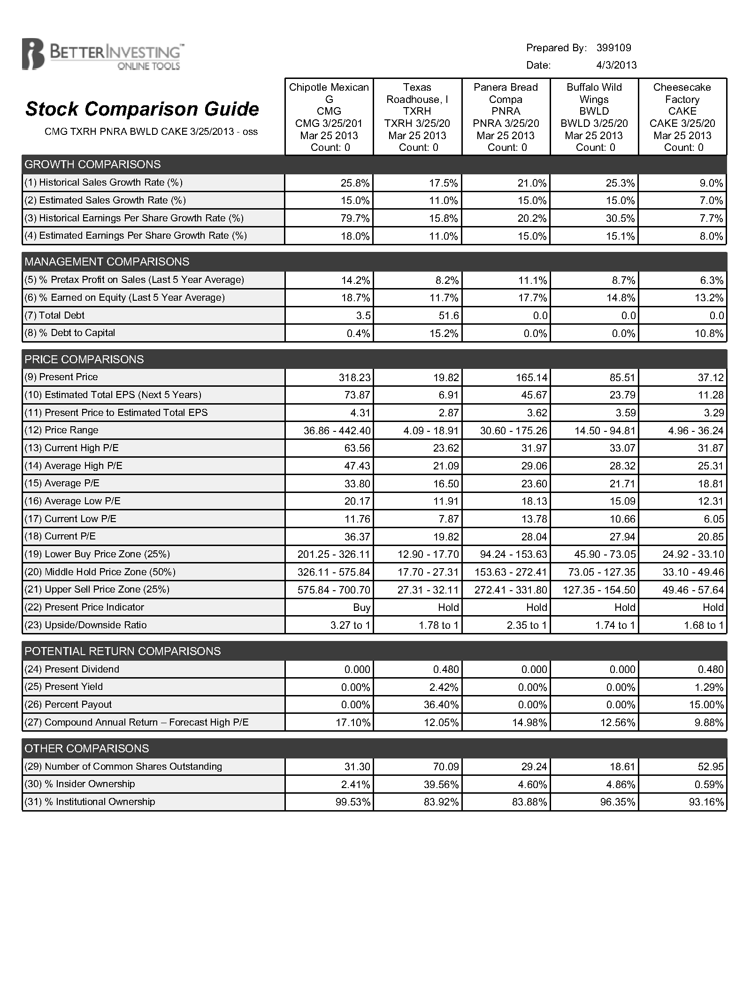 BETTERINVESTING™
ONLINE TOOLS
Prepared By: 399109
Date: 4/3/2013
Stock Comparison Guide
CMG TXRH PNRA BWLD CAKE 3/25/2013 - oss
Chipotle Mexican G CMG CMG 3/25/201 Mar 25 2013 Count: 0
Texas Roadhouse, I TXRH TXRH 3/25/20 Mar 25 2013 Count: 0
Panera Bread Compa PNRA PNRA 3/25/20 Mar 25 2013 Count: 0
Buffalo Wild Wings BWLD BWLD 3/25/20 Mar 25 2013 Count: 0
Cheesecake Factory CAKE CAKE 3/25/20 Mar 25 2013 Count: 0
GROWTH COMPARISONS
(1) Historical Sales Growth Rate (%) 25.8% 17.5% 21.0% 25.3% 9.0%
(2) Estimated Sales Growth Rate (%) 15.0% 11.0% 15.0% 15.0% 7.0%
(3) Historical Earnings Per Share Growth Rate (%) 79.7% 15.8% 20.2% 30.5% 7.7%
(4) Estimated Earnings Per Share Growth Rate (%) 18.0% 11.0% 15.0% 15.1% 8.0%
MANAGEMENT COMPARISONS
(5) % Pretax Profit on Sales (Last 5 Year Average) 14.2% 8.2% 11.1% 8.7% 6.3%
(6) % Earned on Equity (Last 5 Year Average) 18.7% 11.7% 17.7% 14.8% 13.2%
(7) Total Debt 3.5 51.6 0.0 0.0 0.0
(8) % Debt to Capital 0.4% 15.2% 0.0% 0.0% 10.8%
PRICE COMPARISONS
(9) Present Price 318.23 19.82 165.14 85.51 37.12
(10) Estimated Total EPS (Next 5 Years) 73.87 6.91 45.67 23.79 11.28
(11) Present Price to Estimated Total EPS 4.31 2.87 3.62 3.59 3.29
(12) Price Range 36.86 - 442.40 4.09 - 18.91 30.60 - 175.26 14.50 - 94.81 4.96 - 36.24
(13) Current High P/E 63.56 23.62 31.97 33.07 31.87
(14) Average High P/E 47.43 21.09 29.06 28.32 25.31
(15) Average P/E 33.80 16.50 23.60 21.71 18.81
(16) Average Low P/E 20.17 11.91 18.13 15.09 12.31
(17) Current Low P/E 11.76 7.87 13.78 10.66 6.05
(18) Current P/E 36.37 19.82 28.04 27.94 20.85
(19) Lower Buy Price Zone (25%) 201.25 - 326.11 12.90 - 17.70 94.24 - 153.63 45.90 - 73.05 24.92 - 33.10
(20) Middle Hold Price Zone (50%) 326.11 - 575.84 17.70 - 27.31 153.63 - 272.41 73.05 - 127.35 33.10 - 49.46
(21) Upper Sell Price Zone (25%) 575.84 - 700.70 27.31 - 32.11 272.41 - 331.80 127.35 - 154.50 49.46 - 57.64
(22) Present Price Indicator Buy Hold Hold Hold Hold
(23) Upside/Downside Ratio 3.27 to 1 1.78 to 1 2.35 to 1 1.74 to 1 1.68 to 1
POTENTIAL RETURN COMPARISONS
(24) Present Dividend 0.000 0.480 0.000 0.000 0.480
(25) Present Yield 0.00% 2.42% 0.00% 0.00% 1.29%
(26) Percent Payout 0.00% 36.40% 0.00% 0.00% 15.00%
(27) Compound Annual Return – Forecast High P/E 17.10% 12.05% 14.98% 12.56% 9.88%
OTHER COMPARISONS
(29) Number of Common Shares Outstanding 31.30 70.09 29.24 18.61 52.95
(30) % Insider Ownership 2.41% 39.56% 4.60% 4.86% 0.59%
(31) % Institutional Ownership 99.53% 83.92% 83.88% 96.35% 93.16%